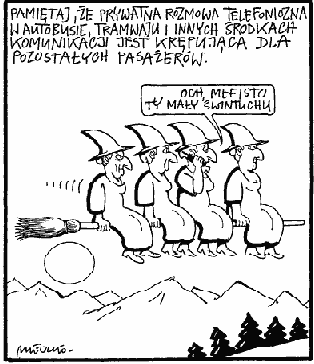 PAMIĘTAJ, ŻE PRYWATNA ROZMOWA TELEFONICZNA
W AUTOBUSIE, TRAMWAJU I INNYCH ŚRODKACH
KOMUNIKACJI JEST KRĘPUJĄCA DLA
POZOSTAŁYCH PASAŻERÓW.
OCH, MEFISTO
TY MAŁY ŚWINTUCHU